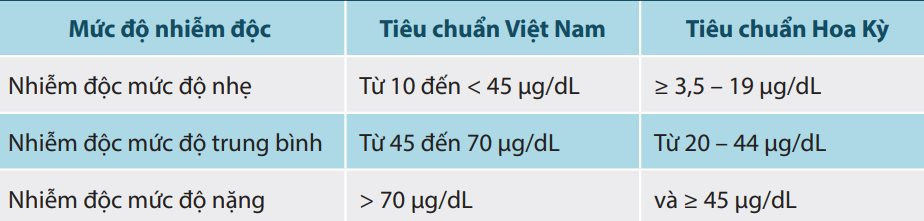 Mức độ nhiễm độc Tiêu chuẩn Việt Nam Tiêu chuẩn Hoa Kỳ
Nhiễm độc mức độ nhẹ Từ 10 đến < 45 µg/dL ≥ 3,5 – 19 µg/dL
Nhiễm độc mức độ trung bình Từ 45 đến 70 µg/dL Từ 20 – 44 µg/dL
Nhiễm độc mức độ nặng > 70 µg/dL và ≥ 45 µg/dL